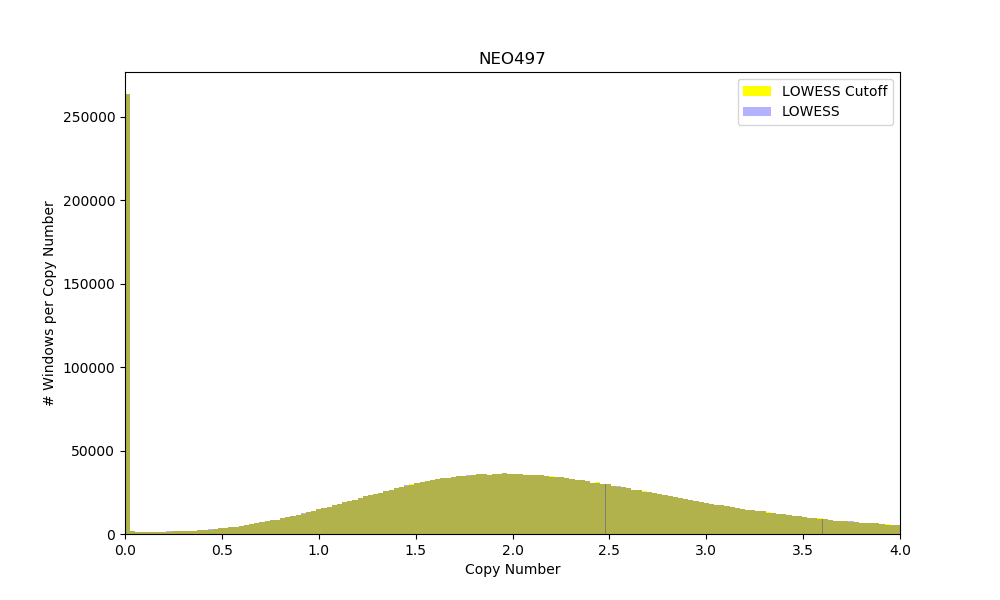 NEO497
LOWESS Cutoff
LOWESS
# Windows per Copy Number
250000
200000
150000
100000
50000
0
0.0 0.5 1.0 1.5 2.0 2.5 3.0 3.5 4.0
Copy Number